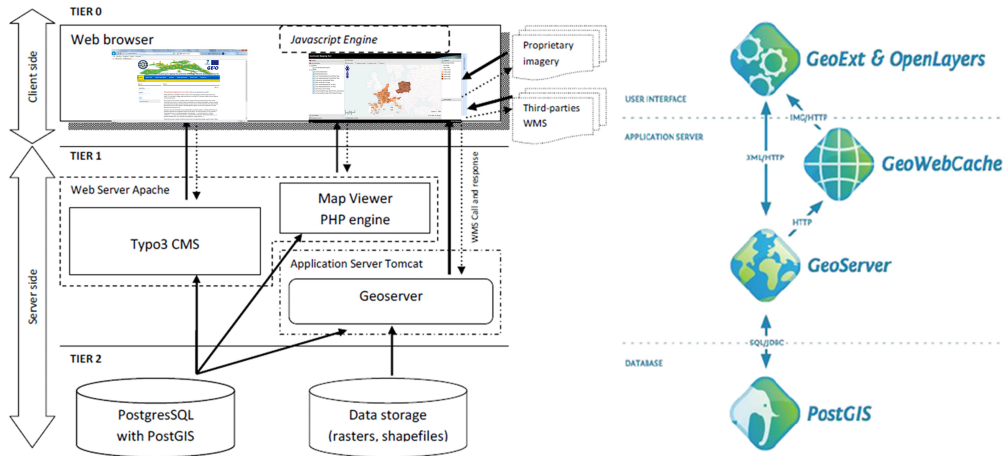 TIER 0
Web browser
Javascript Engine
Proprietary
imagery
Third-parties
WMS
Client side
TIER 1
Web Server Apache
Typo3 CMS
Map Viewer
PHP engine
WMS Call and response
Application Server Tomcat
Geoserver
Server side
TIER 2
PostgresSQL
with PostGIS
Data storage
(rasters, shapefiles)
GeoExt & OpenLayers
USER INTERFACE
IMG/HTTP
APPLICATION SERVER
XML/HTTP
GeoWebCache
HTTP
GeoServer
SQL/JDBC
DATABASE
PostGIS